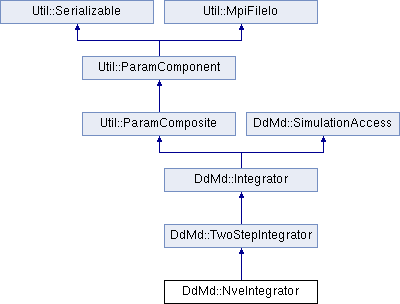 Util::Serializable
Util::MpiFileIo
Util::ParamComponent
Util::ParamComposite
DdMd::SimulationAccess
DdMd::Integrator
DdMd::TwoStepIntegrator
DdMd::NveIntegrator